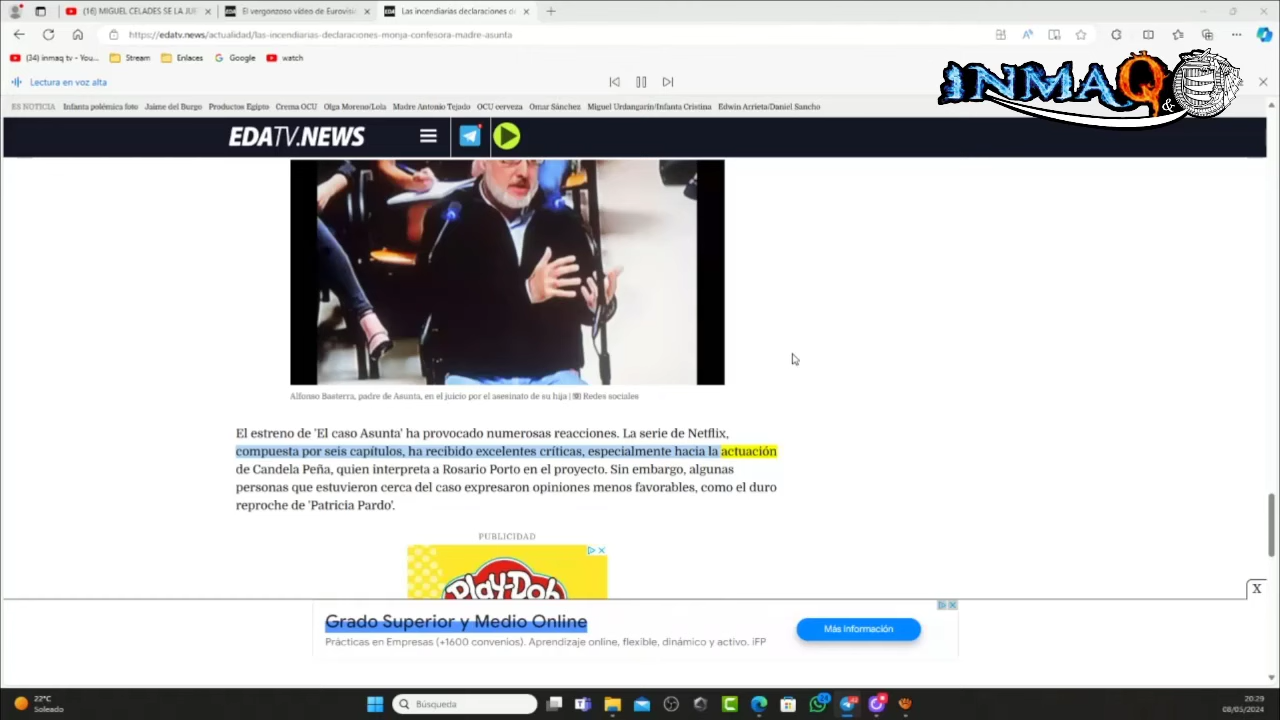 (16) MIGUEL CELADES SE LA JUE
El vergonzoso vídeo de Eurovisió
Las incendiarias declaraciones de
https://edatv.news/actualidad/las-incendiarias-declaraciones-monja-confesora-madre-asunta
(34) inmaq tv - You...
Stream
Enlaces
Google
watch
INMAQ
&
Lectura en voz alta
ES NOTICIA Infanta polémica foto Jaime del Burgo Productos Egipto Crema OCU Olga Moreno/Lola Madre Antonio Tejado OCU cerveza Omar Sánchez Miguel Urdangarin/Infanta Cristina Edwin Arrieta/Daniel Sancho
EDATV.NEWS
Alfonso Basterra, padre de Asunta, en el juicio por el asesinato de su hija | Redes sociales
El estreno de 'El caso Asunta' ha provocado numerosas reacciones. La serie de Netflix,
compuesta por seis capítulos, ha recibido excelentes críticas, especialmente hacia la actuación
de Candela Peña, quien interpreta a Rosario Porto en el proyecto. Sin embargo, algunas
personas que estuvieron cerca del caso expresaron opiniones menos favorables, como el duro
reproche de 'Patricia Pardo'.
PUBLICIDAD
Play-Doh
X
Grado Superior y Medio Online
Prácticas en Empresas (+1600 convenios). Aprendizaje online, flexible, dinámico y activo. iFP
Más Información
22°C
Soleado
Búsqueda
20:29
08/05/2024